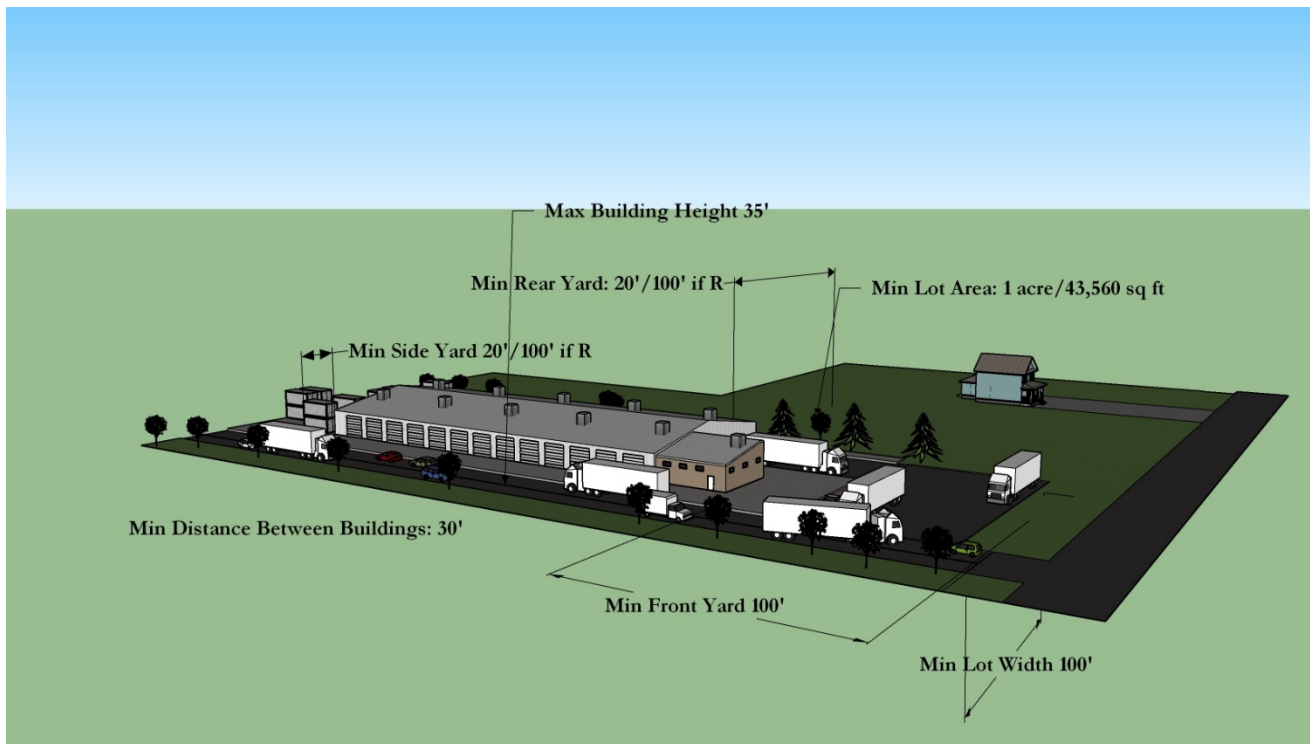 Max Building Height 35'
Min Rear Yard: 20'/100' if R
Min Lot Area: 1 acre/43,560 sq ft
Min Side Yard 20'/100' if R
Min Distance Between Buildings: 30'
Min Front Yard 100'
Min Lot Width 100'